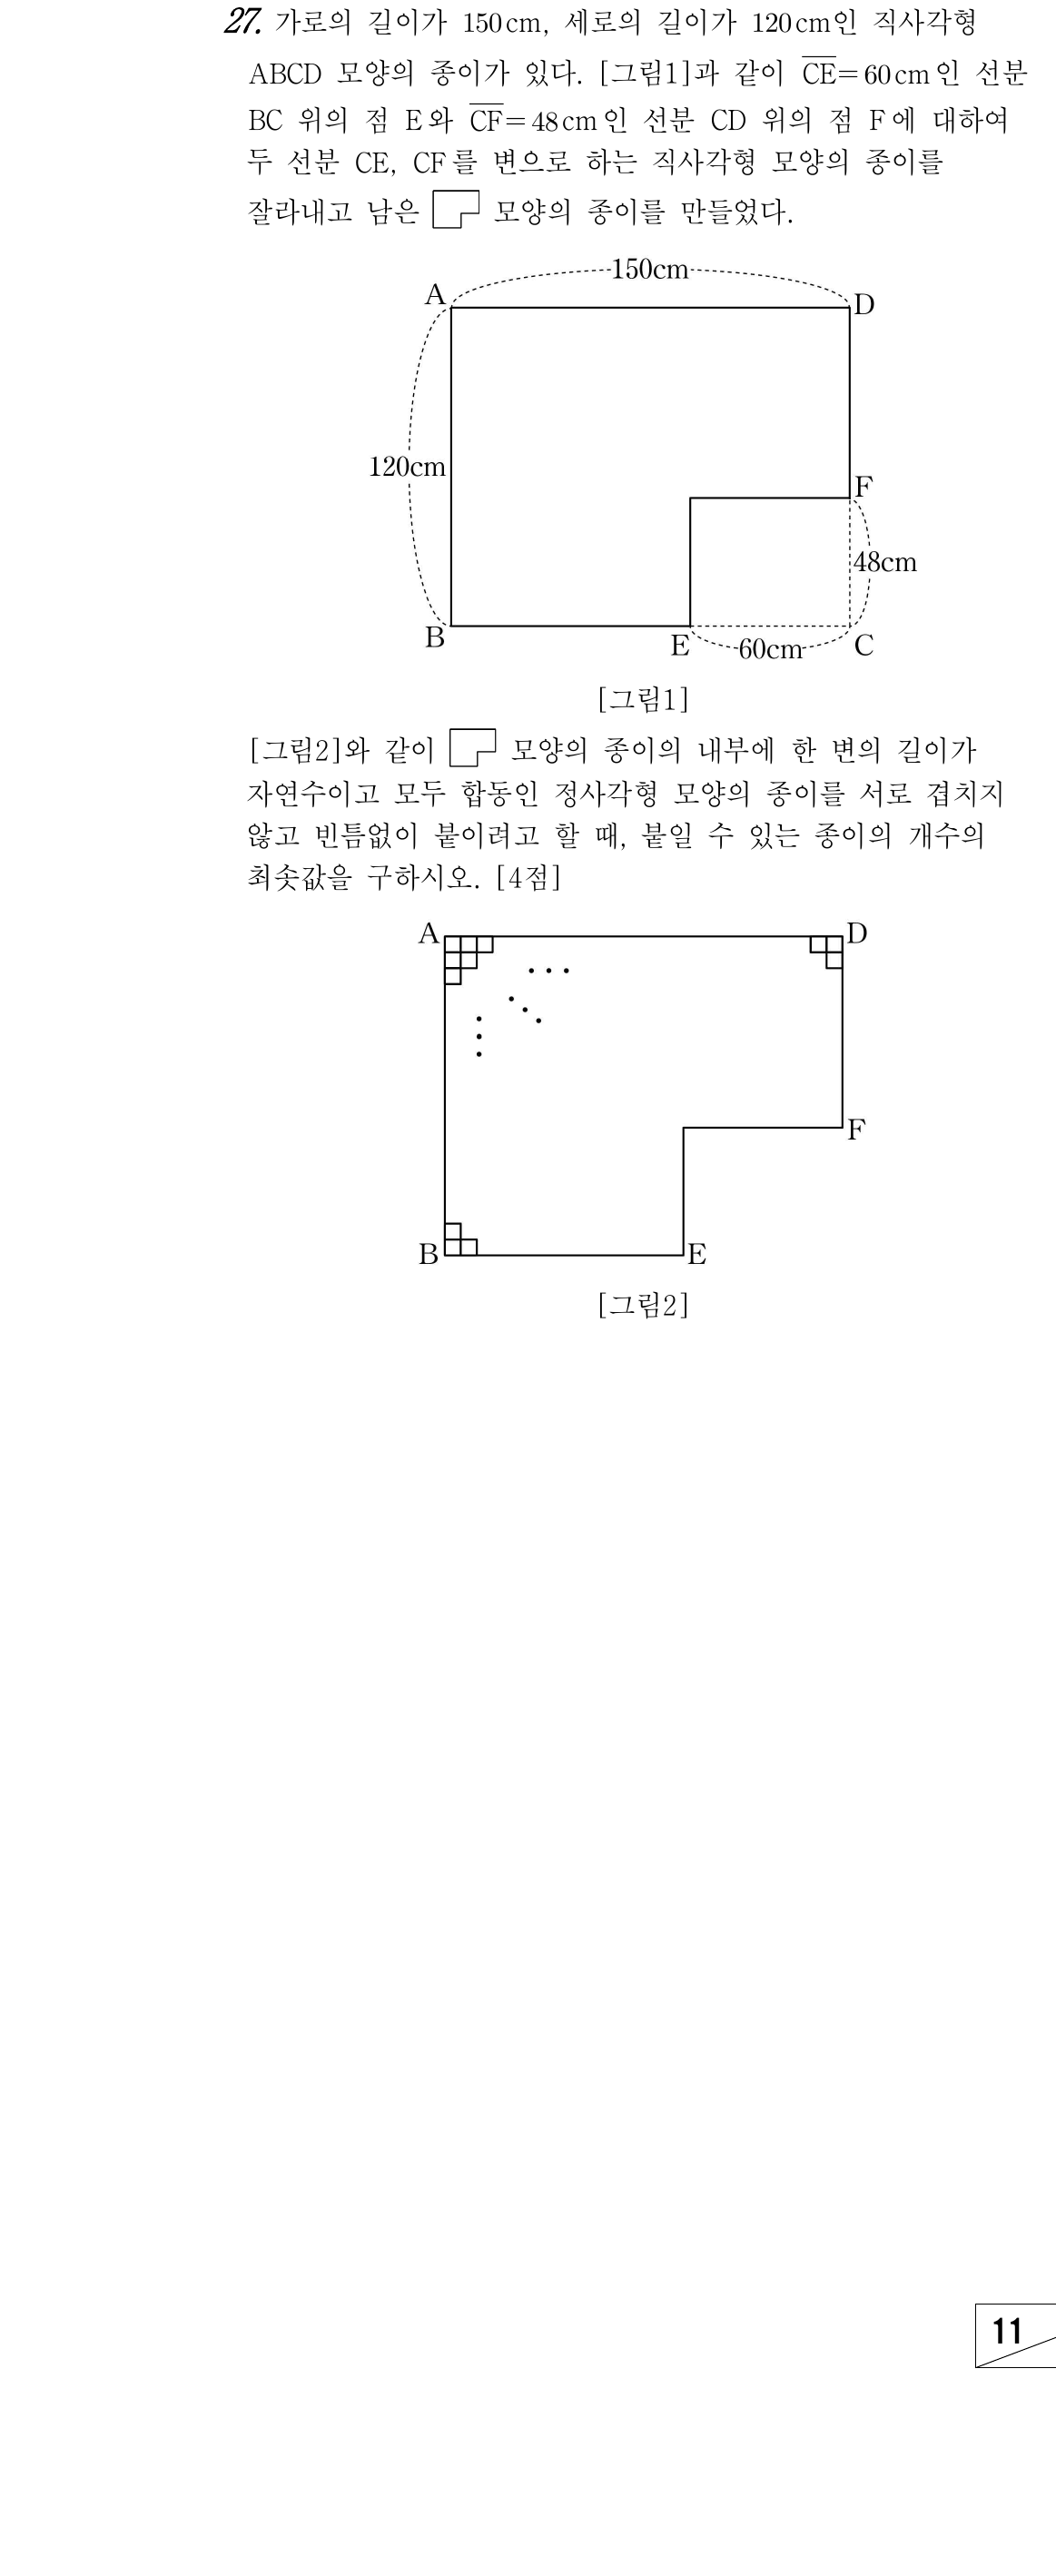 27. 가로의 길이가 150cm, 세로의 길이가 120cm인 직사각형
ABCD 모양의 종이가 있다. [그림1]과 같이 C̅E̅=60cm인 선분
BC 위의 점 E와 C̅F̅=48cm인 선분 CD 위의 점 F에 대하여
두 선분 CE, CF를 변으로 하는 직사각형 모양의 종이를
잘라내고 남은 모양의 종이를 만들었다.
150cm
A
D
120cm
F
48cm
B
E
60cm
C
[그림1]
[그림2]와 같이 모양의 종이의 내부에 한 변의 길이가
자연수이고 모두 합동인 정사각형 모양의 종이를 서로 겹치지
않고 빈틈없이 붙이려고 할 때, 붙일 수 있는 종이의 개수의
최솟값을 구하시오. [4점]
A
D
F
B
E
[그림2]
11